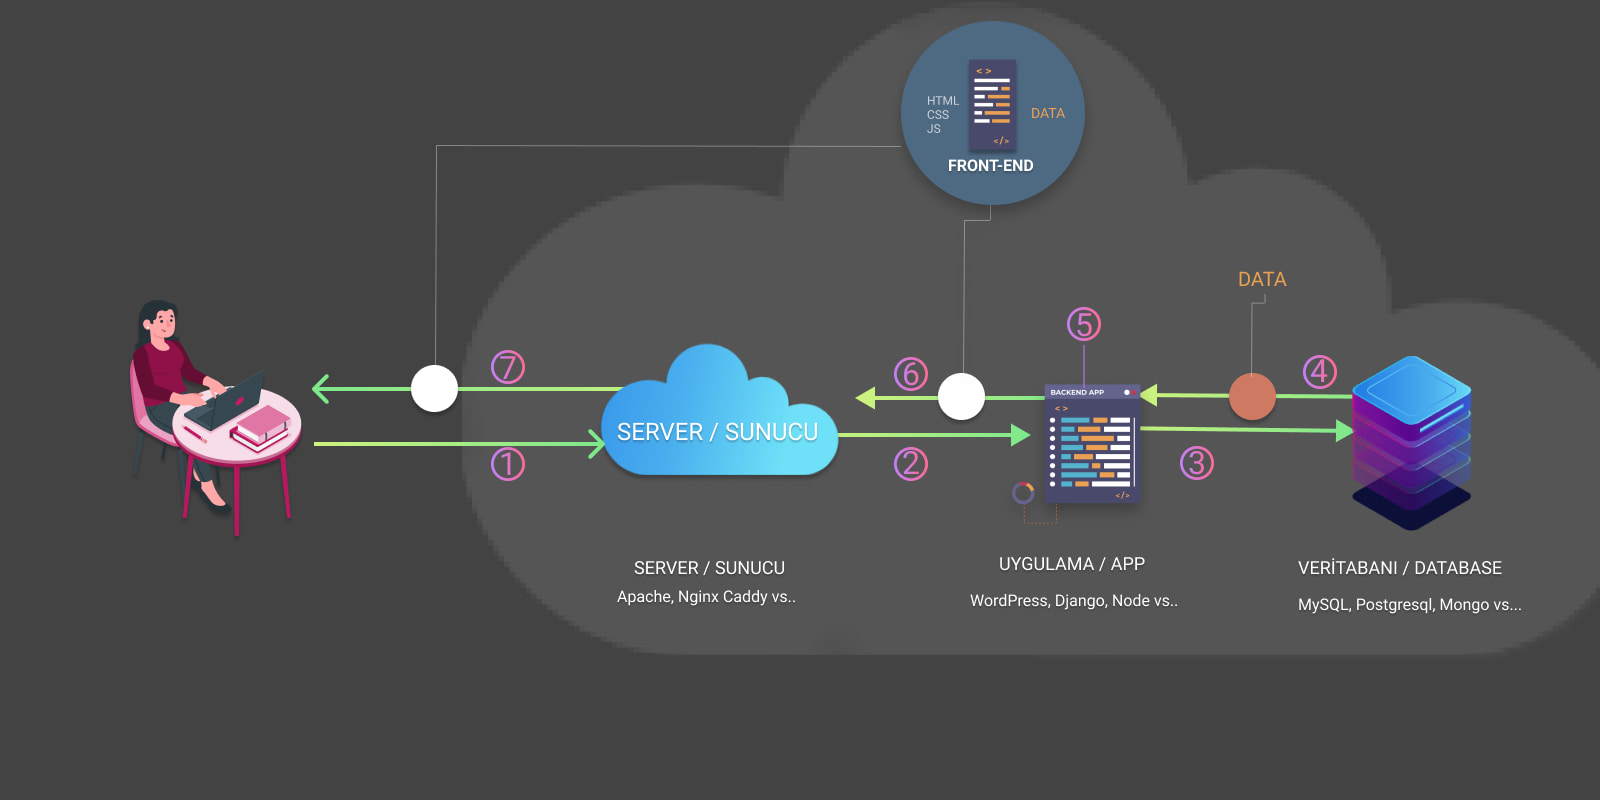 < >
HTML
CSS
JS
DATA
</>
FRONT-END
DATA
5
7
6
4
BACKEND APP
< >
SERVER / SUNUCU
1
2
3
</>
SERVER / SUNUCU
Apache, Nginx Caddy vs..
UYGULAMA / APP
WordPress, Django, Node vs..
VERİTABANI / DATABASE
MySQL, Postgresql, Mongo vs...